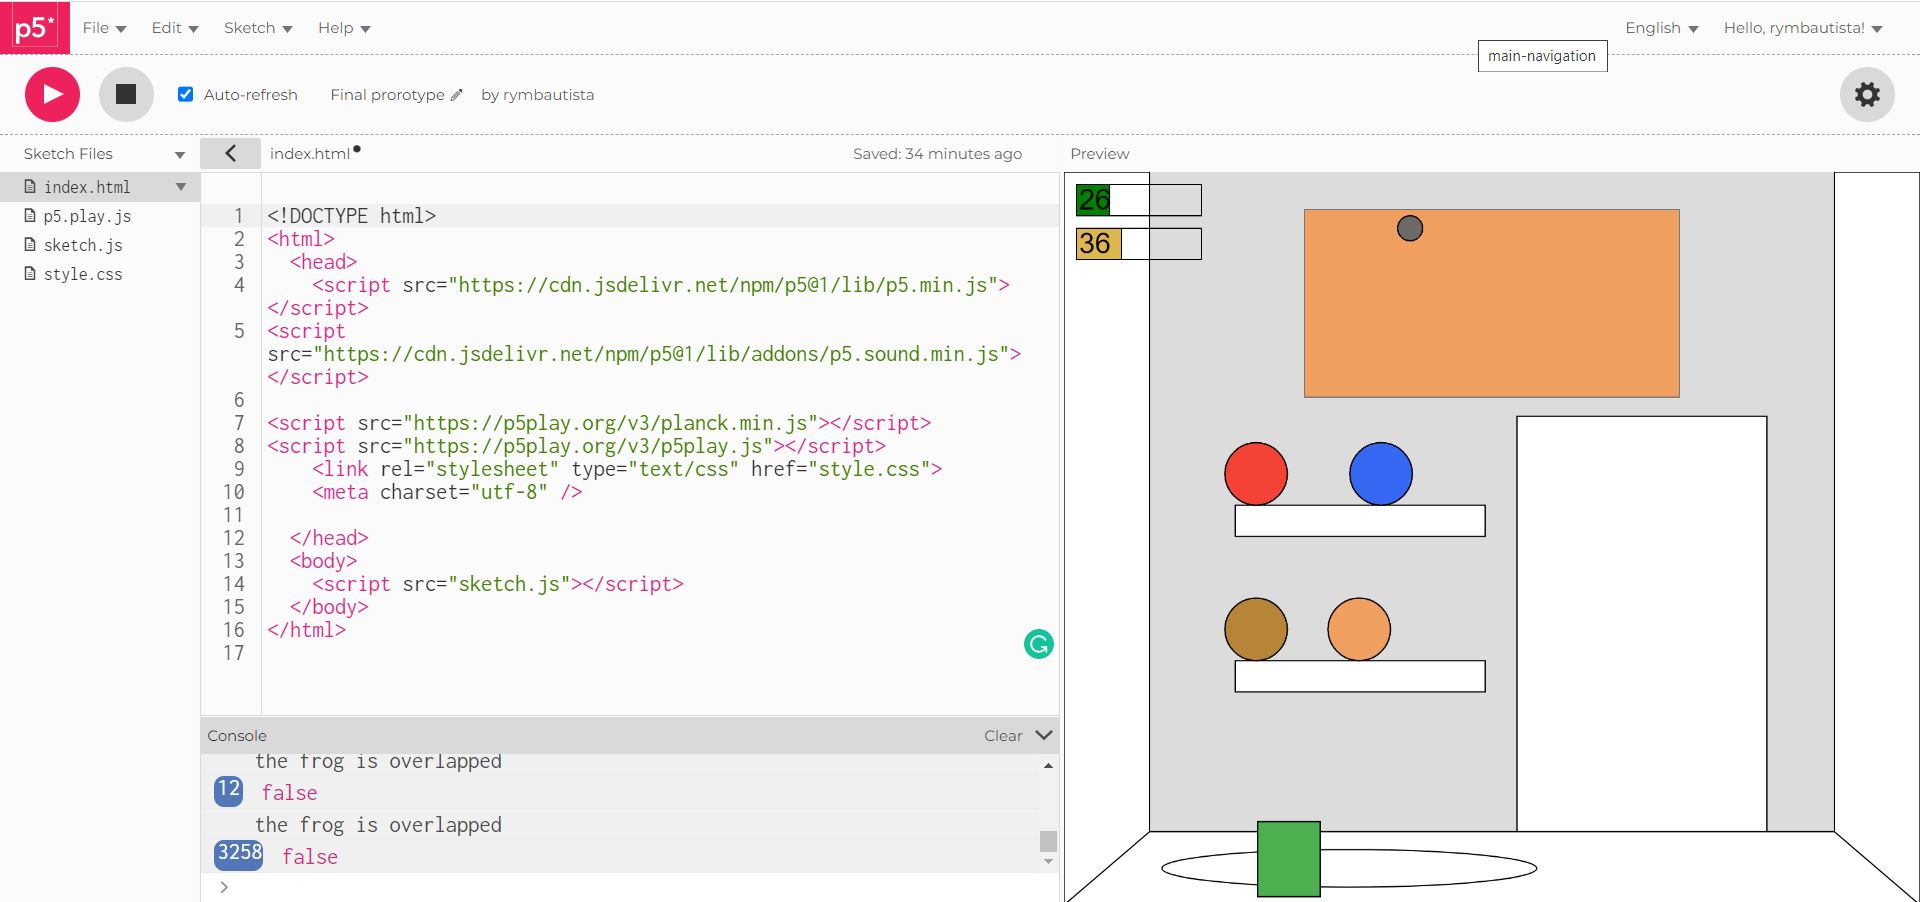 p5* File Edit Sketch Help English Hello, rymbautista!
main-navigation
Auto-refresh Final prorotype by rymbautista
Sketch Files index.html Saved: 34 minutes ago Preview
index.html
p5.play.js
sketch.js
style.css
1 <!DOCTYPE html>
2 <html>
3 <head>
4 <script src="https://cdn.jsdelivr.net/npm/p5@1/lib/p5.min.js">
</script>
5 <script
src="https://cdn.jsdelivr.net/npm/p5@1/lib/addons/p5.sound.min.js">
</script>
6
7 <script src="https://p5play.org/v3/planck.min.js"></script>
8 <script src="https://p5play.org/v3/p5play.js"></script>
9 <link rel="stylesheet" type="text/css" href="style.css">
10 <meta charset="utf-8" />
11
12 </head>
13 <body>
14 <script src="sketch.js"></script>
15 </body>
16 </html>
17
Console Clear
the frog is overlapped
12 false
the frog is overlapped
3258 false
>
26
36